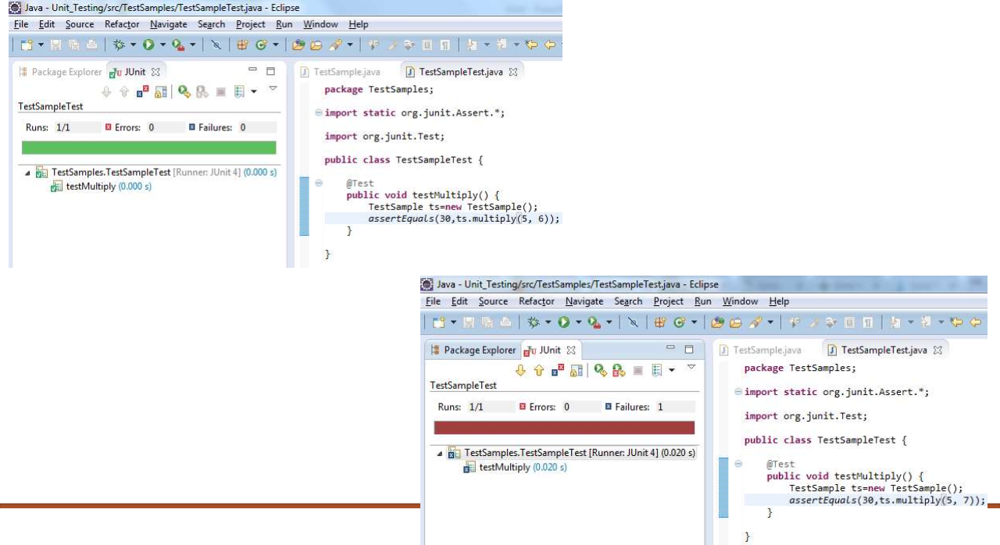 Java - Unit_Testing/src/TestSamples/TestSampleTest.java - Eclipse
File Edit Source Refactor Navigate Search Project Run Window Help
Package Explorer JUnit
TestSampleTest
Runs: 1/1 Errors: 0 Failures: 0
TestSamples.TestSampleTest [Runner: JUnit 4] (0.000 s)
testMultiply (0.000 s)
TestSample.java TestSampleTest.java
package TestSamples;
import static org.junit.Assert.*;
import org.junit.Test;
public class TestSampleTest {
@Test
public void testMultiply() {
TestSample ts=new TestSample();
assertEquals(30,ts.multiply(5, 6));
}
}
Java - Unit_Testing/src/TestSamples/TestSampleTest.java - Eclipse
File Edit Source Refactor Navigate Search Project Run Window Help
Package Explorer JUnit
TestSampleTest
Runs: 1/1 Errors: 0 Failures: 1
TestSamples.TestSampleTest [Runner: JUnit 4] (0.020 s)
testMultiply (0.020 s)
TestSample.java TestSampleTest.java
package TestSamples;
import static org.junit.Assert.*;
import org.junit.Test;
public class TestSampleTest {
@Test
public void testMultiply() {
TestSample ts=new TestSample();
assertEquals(30,ts.multiply(5, 7));
}
}